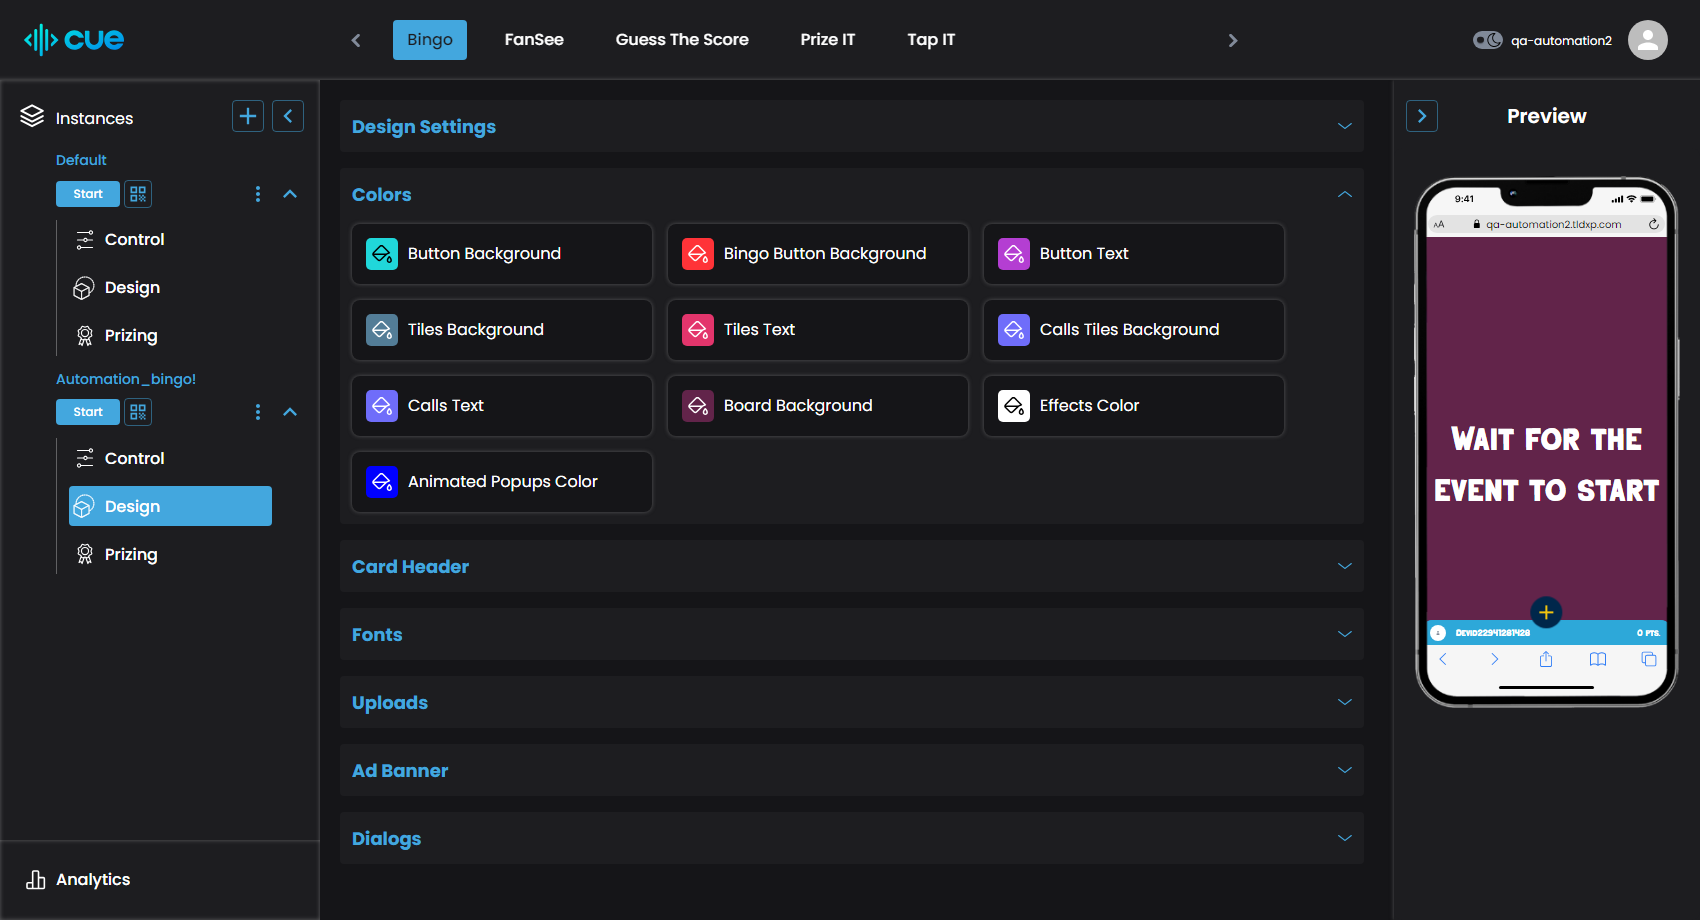 cue
Bingo
FanSee
Guess The Score
Prize IT
Tap IT
qa-automation2
Instances
Default
Start
Control
Design
Prizing
Automation_bingo!
Start
Control
Design
Prizing
Analytics
Design Settings
Colors
Button Background
Bingo Button Background
Button Text
Tiles Background
Tiles Text
Calls Tiles Background
Calls Text
Board Background
Effects Color
Animated Popups Color
Card Header
Fonts
Uploads
Ad Banner
Dialogs
Preview
9:41
AA qa-automation2.tldxp.com
WAIT FOR THE
EVENT TO START
0 PTS.